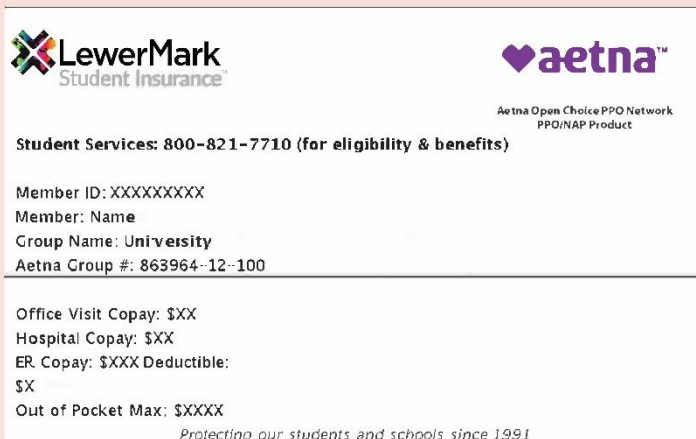 LewerMark
Student Insurance™
aetna™
Aetna Open Choice PPO Network
PPO/NAP Product
Student Services: 800-821-7710 (for eligibility & benefits)
Member ID: XXXXXXXXX
Member: Name
Group Name: University
Aetna Group #: 863964-12-100
Office Visit Copay: $XX
Hospital Copay: $XX
ER Copay: $XXX Deductible:
$X
Out of Pocket Max: $XXXX
Protecting our students and schools since 1991